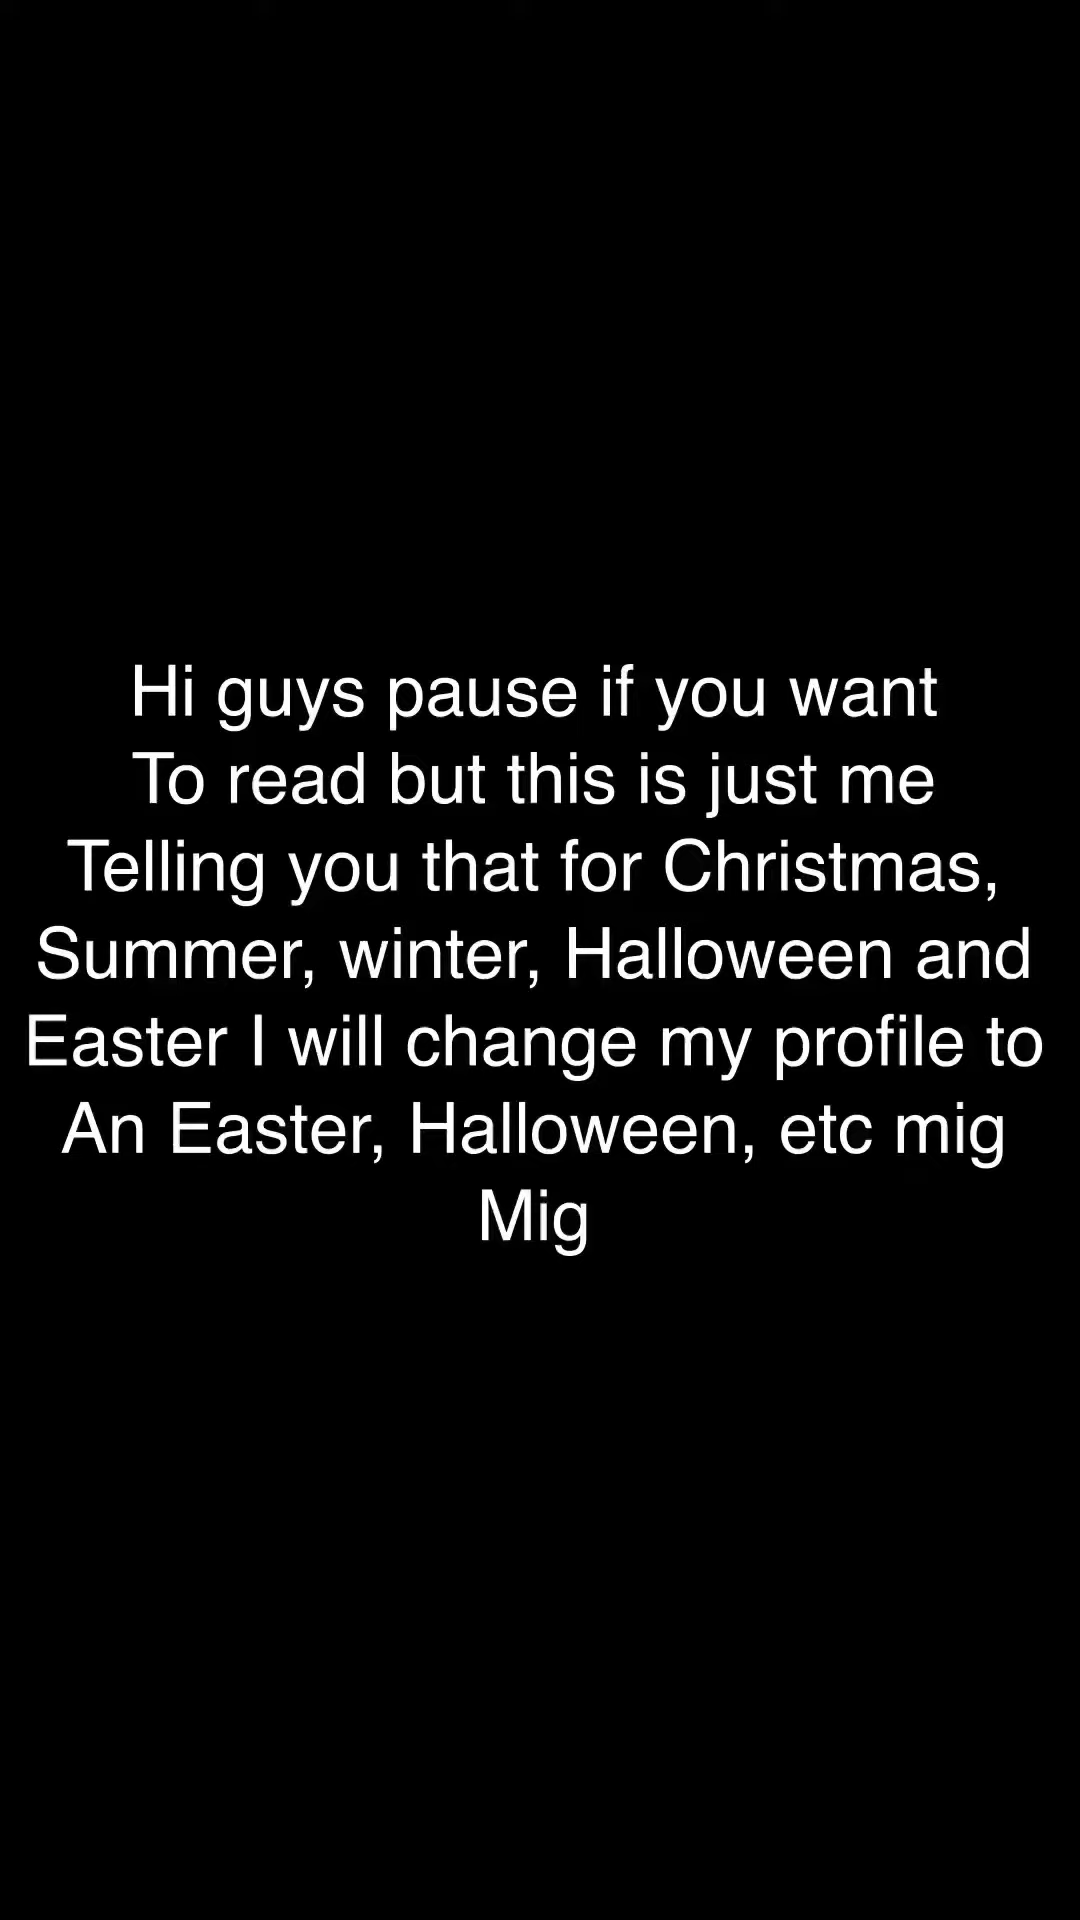 Hi guys pause if you want
To read but this is just me
Telling you that for Christmas,
Summer, winter, Halloween and
Easter I will change my profile to
An Easter, Halloween, etc mig
Mig